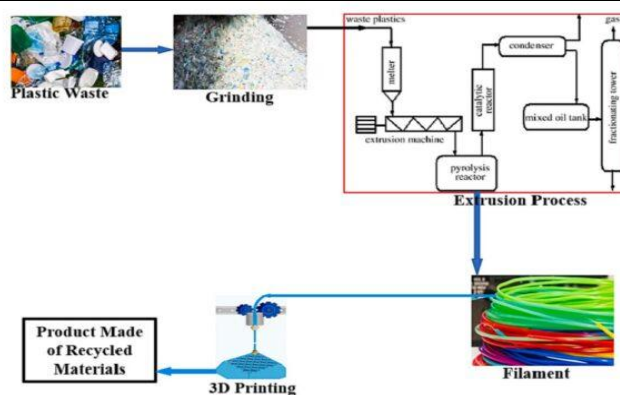 Plastic Waste
Grinding
waste plastics
melter
extrusion machine
pyrolysis
reactor
catalytic reactor
condenser
mixed oil tank
gas
fractionating tower
Extrusion Process
Filament
3D Printing
Product Made
of Recycled
Materials